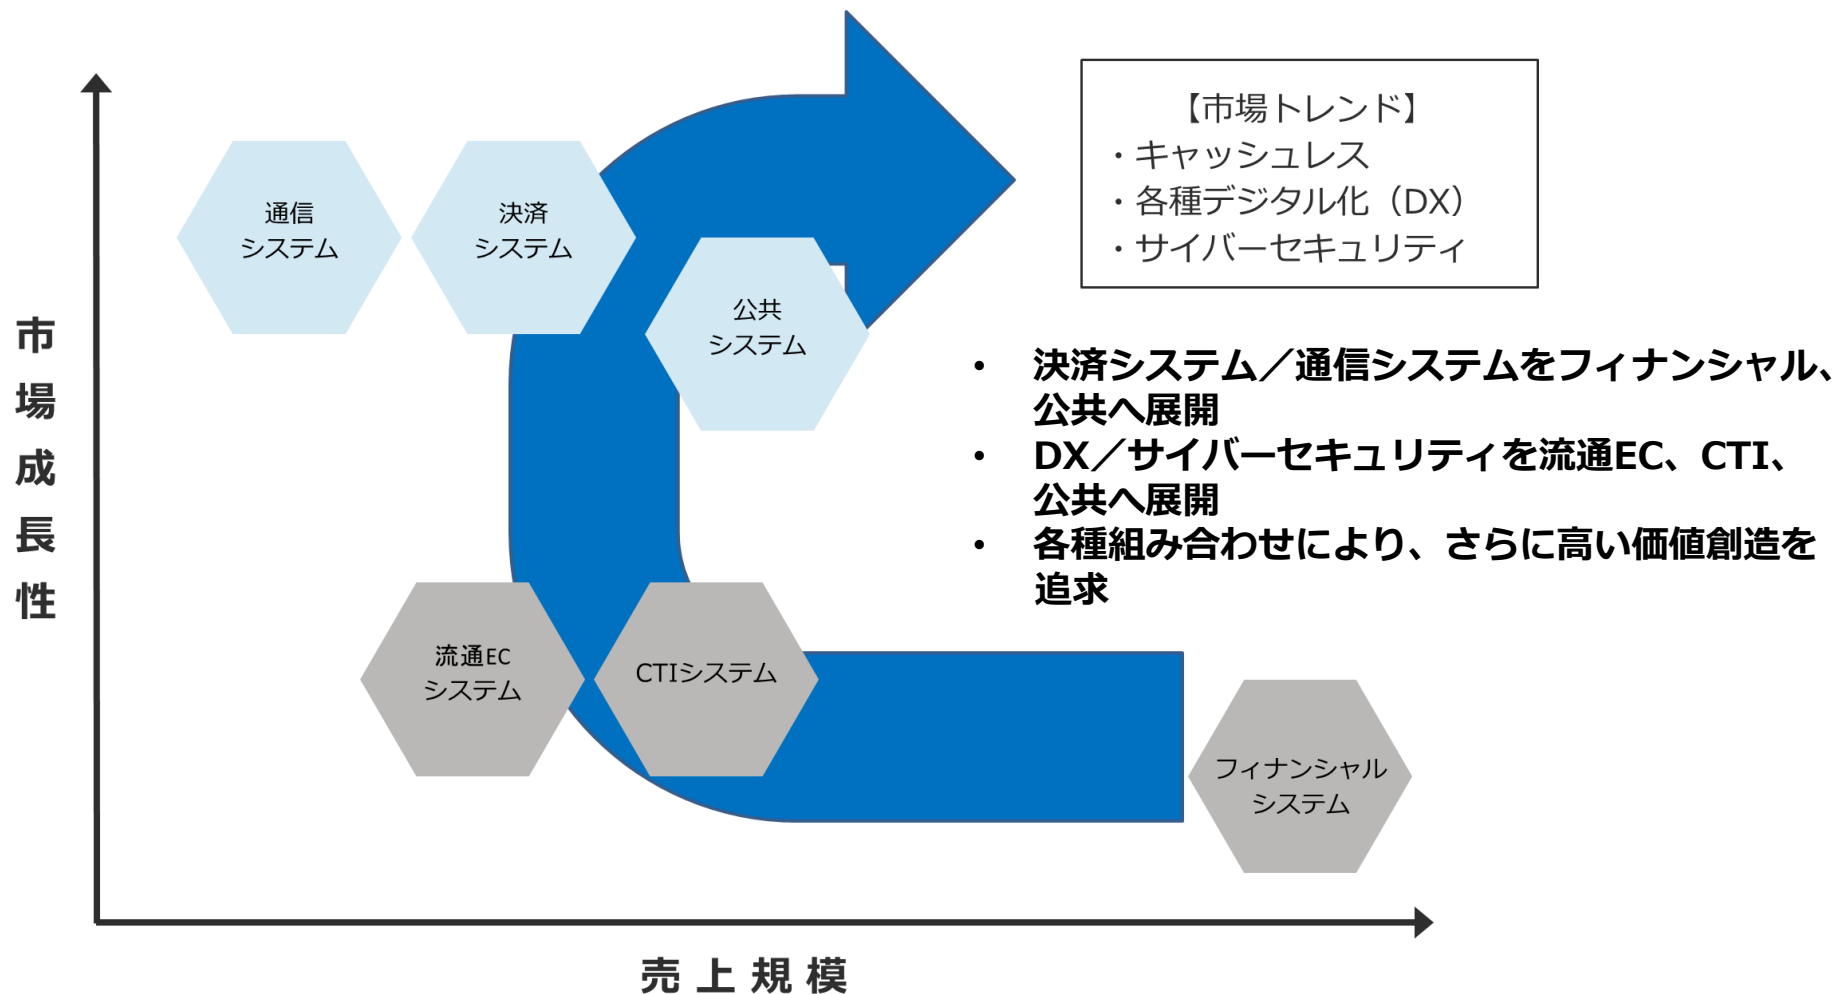 市場成長性
通信
システム
決済
システム
公共
システム
流通EC
システム
CTIシステム
フィナンシャル
システム
売上規模
【市場トレンド】
・キャッシュレス
・各種デジタル化（DX）
・サイバーセキュリティ
• 決済システム／通信システムをフィナンシャル、
公共へ展開
• DX／サイバーセキュリティを流通EC、CTI、
公共へ展開
• 各種組み合わせにより、さらに高い価値創造を
追求